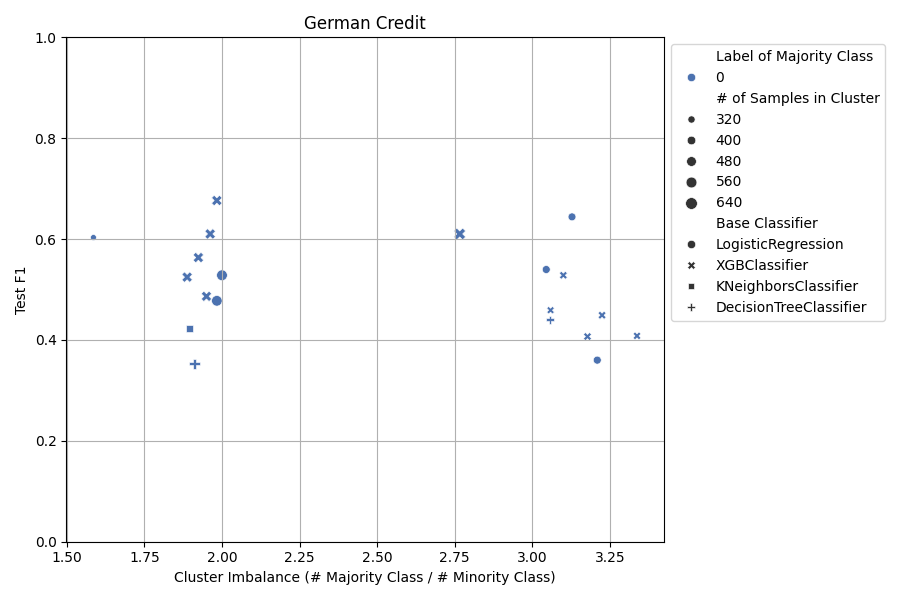 German Credit
Test F1
1.0
0.8
0.6
0.4
0.2
0.0
1.50 1.75 2.00 2.25 2.50 2.75 3.00 3.25
Cluster Imbalance (# Majority Class / # Minority Class)
Label of Majority Class
0
# of Samples in Cluster
320
400
480
560
640
Base Classifier
LogisticRegression
XGBClassifier
KNeighborsClassifier
DecisionTreeClassifier